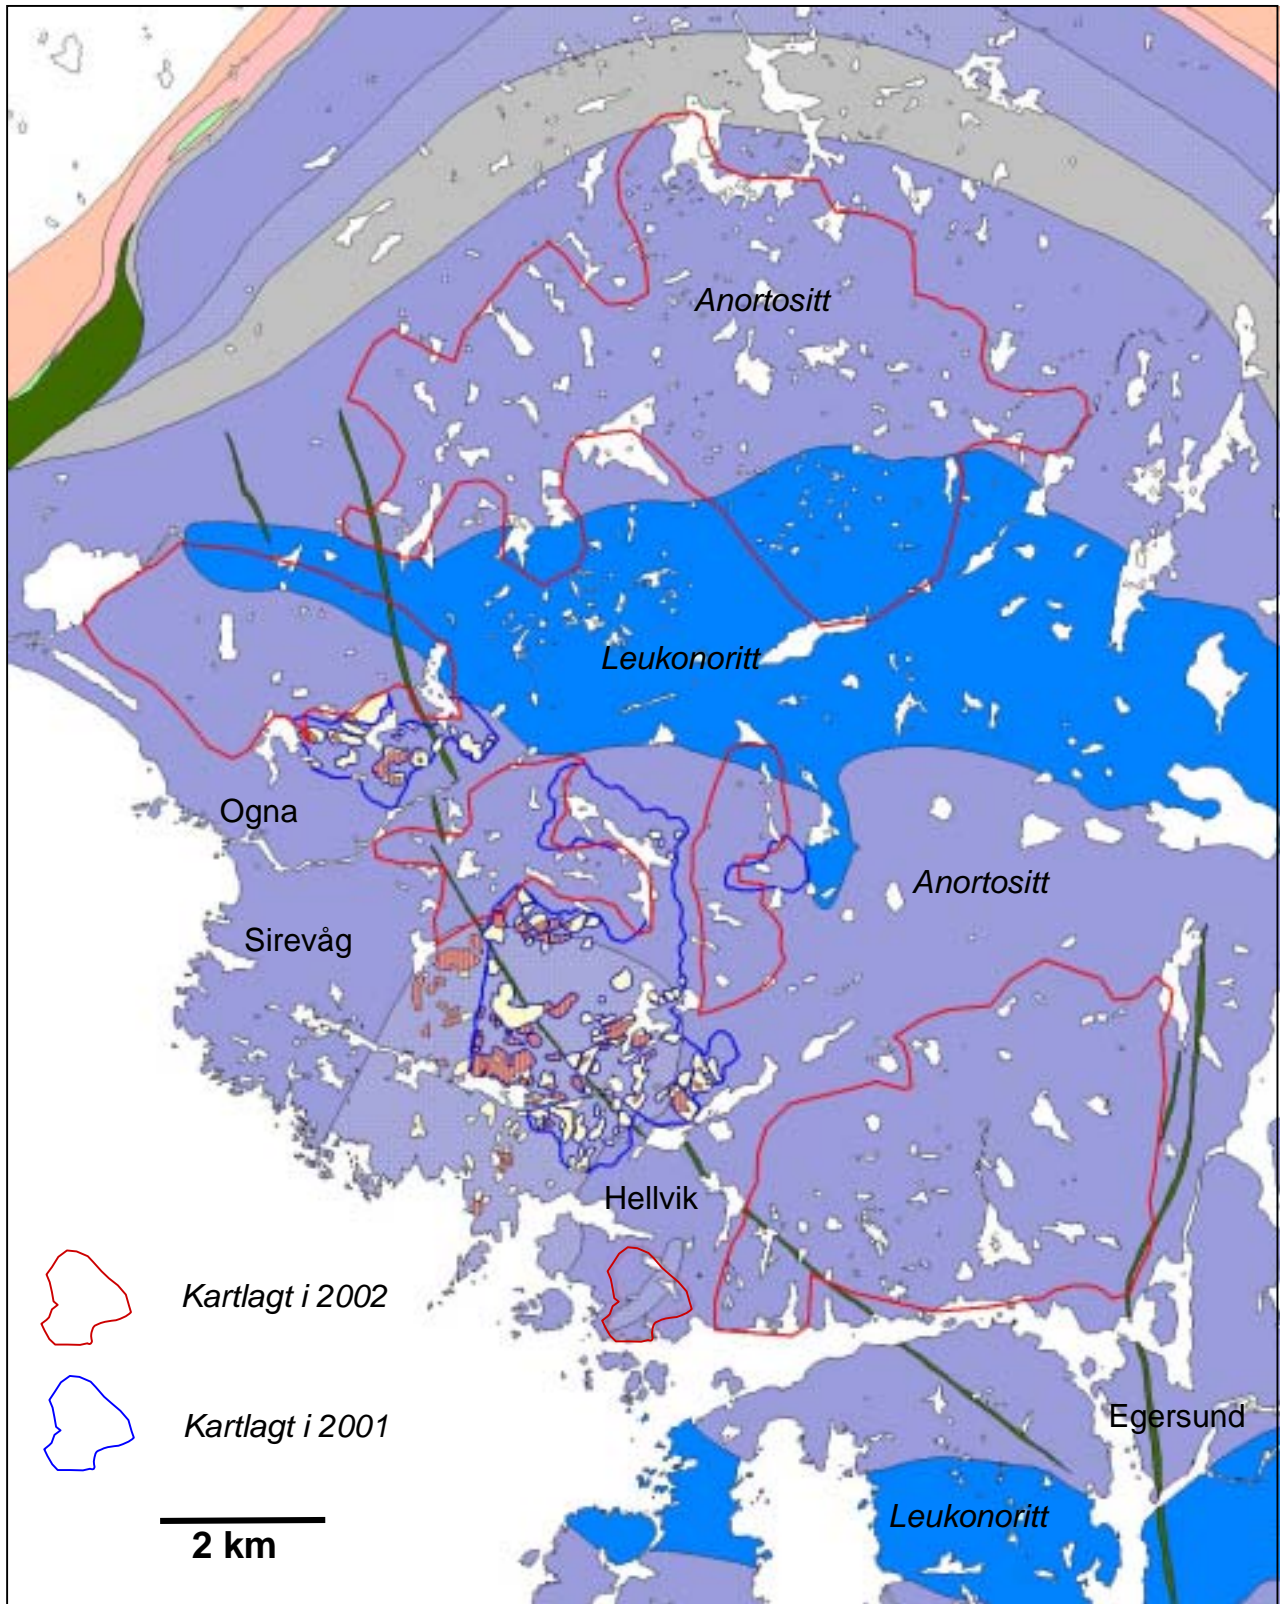 Anortositt
Leukonoritt
Ogna
Anortositt
Sirevåg
Hellvik
Kartlagt i 2002
Kartlagt i 2001
Egersund
Leukonoritt
2 km